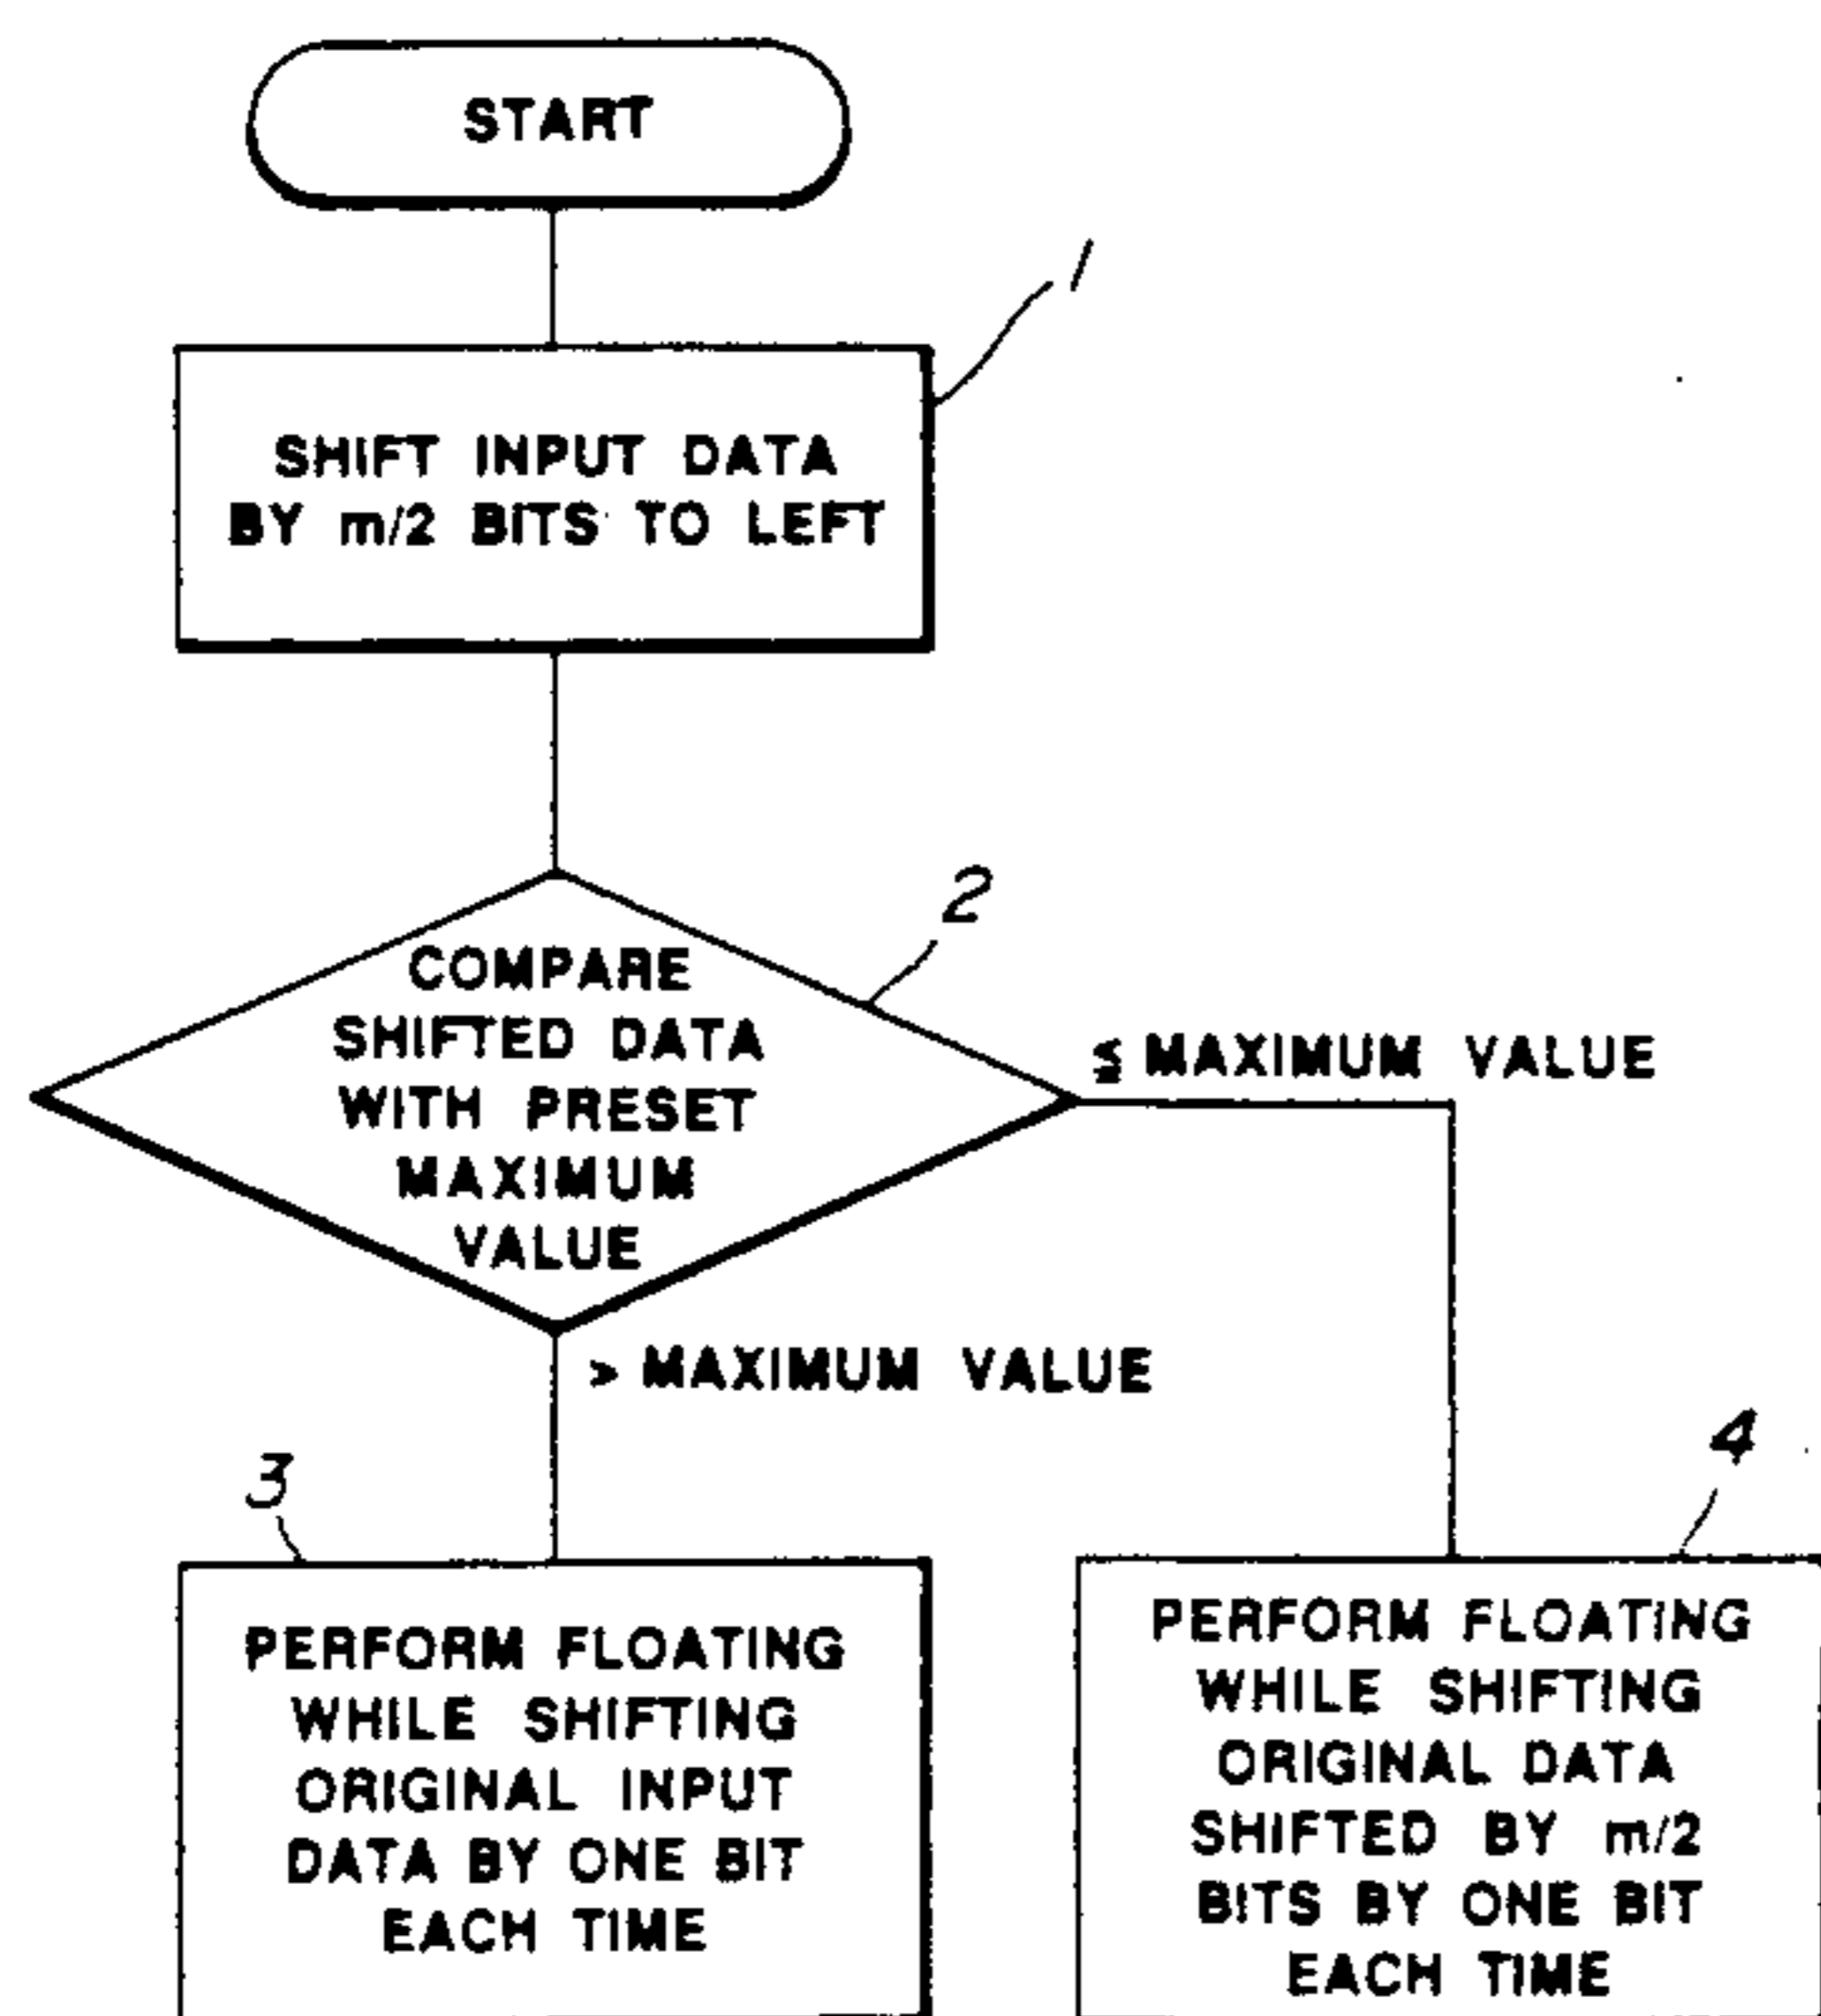 START
1
SHIFT INPUT DATA
BY m/2 BITS TO LEFT
2
COMPARE
SHIFTED DATA
WITH PRESET
MAXIMUM
VALUE
≦ MAXIMUM VALUE
> MAXIMUM VALUE
3
PERFORM FLOATING
WHILE SHIFTING
ORIGINAL INPUT
DATA BY ONE BIT
EACH TIME
4
PERFORM FLOATING
WHILE SHIFTING
ORIGINAL DATA
SHIFTED BY m/2
BITS BY ONE BIT
EACH TIME